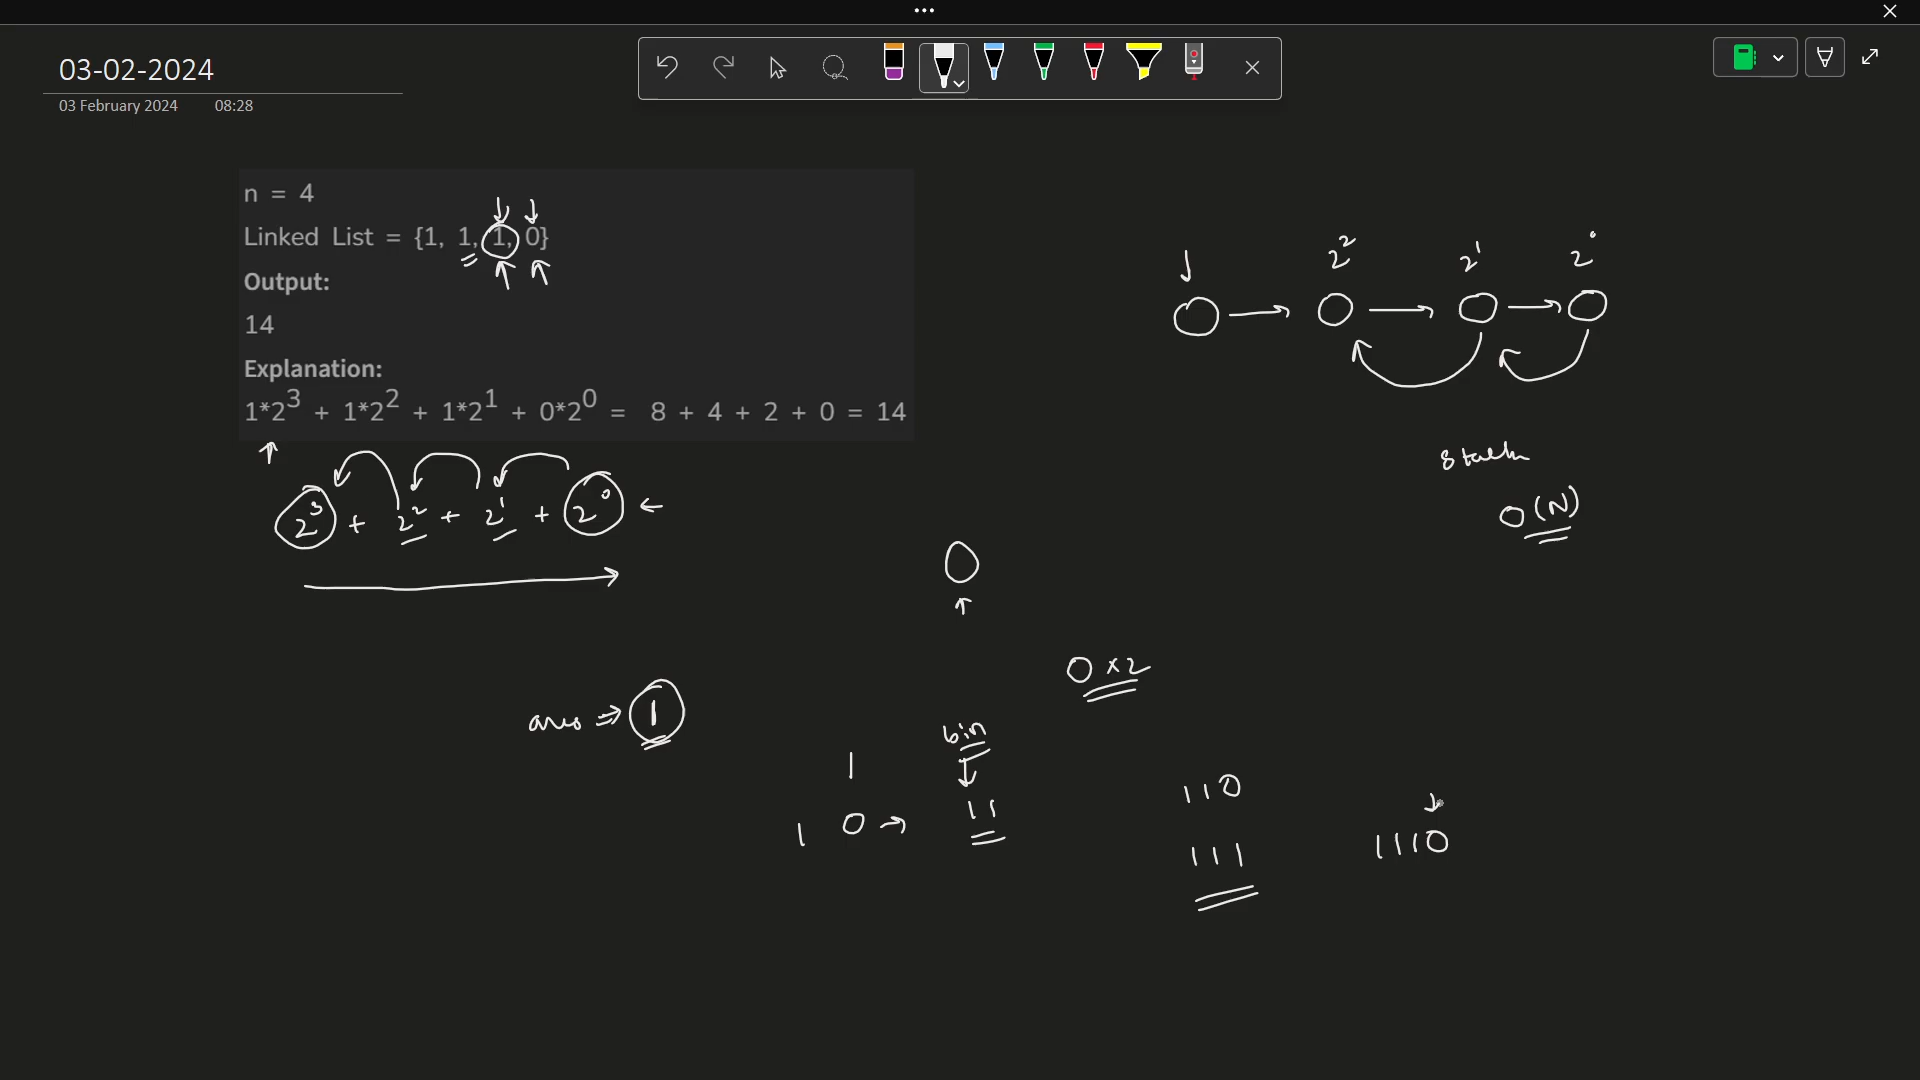 03-02-2024
03 February 2024 08:28
n = 4
Linked List = {1, 1, 1, 0}
Output:
14
Explanation:
1*2^3 + 1*2^2 + 1*2^1 + 0*2^0 = 8 + 4 + 2 + 0 = 14
2^3 + 2^2 + 2^1 + 2^0 ←
2^2 2^1 2^0
→ → →
Stack
O(N)
0 × 2
ans ⇒ 1
bin
1
1 0 → 11
110
111
1110